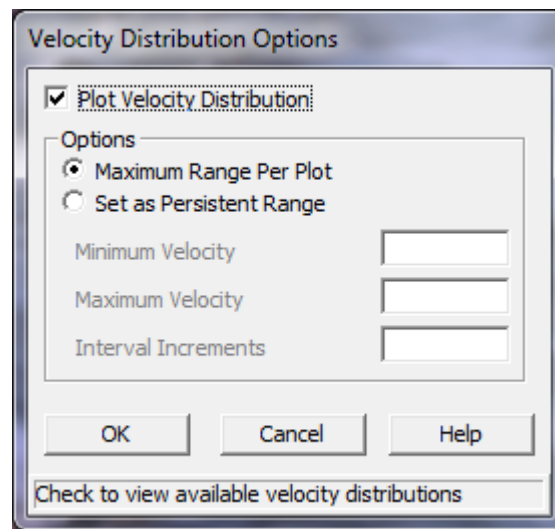 Velocity Distribution Options
Plot Velocity Distribution
Options
Maximum Range Per Plot
Set as Persistent Range
Minimum Velocity
Maximum Velocity
Interval Increments
OK Cancel Help
Check to view available velocity distributions